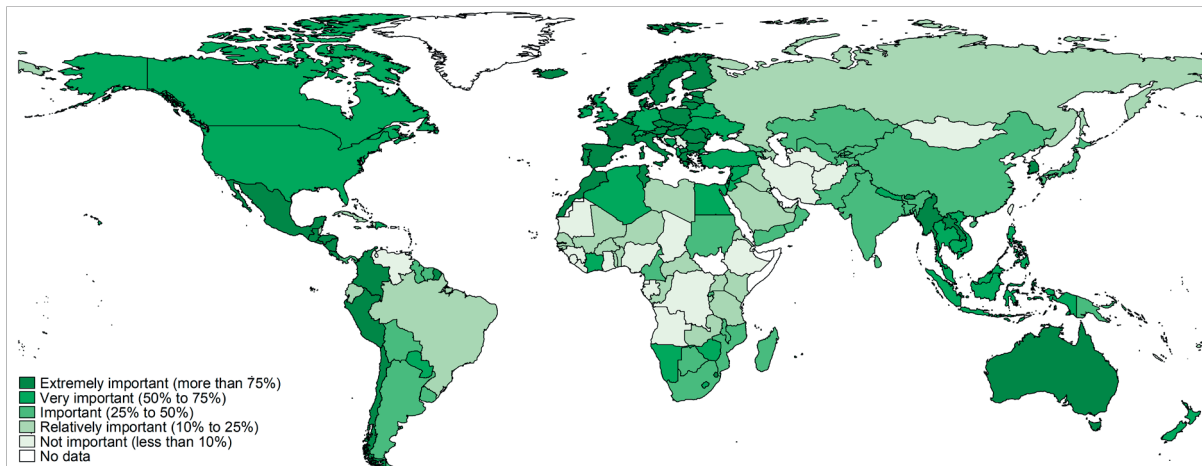 Extremely important (more than 75%)
Very important (50% to 75%)
Important (25% to 50%)
Relatively important (10% to 25%)
Not important (less than 10%)
No data